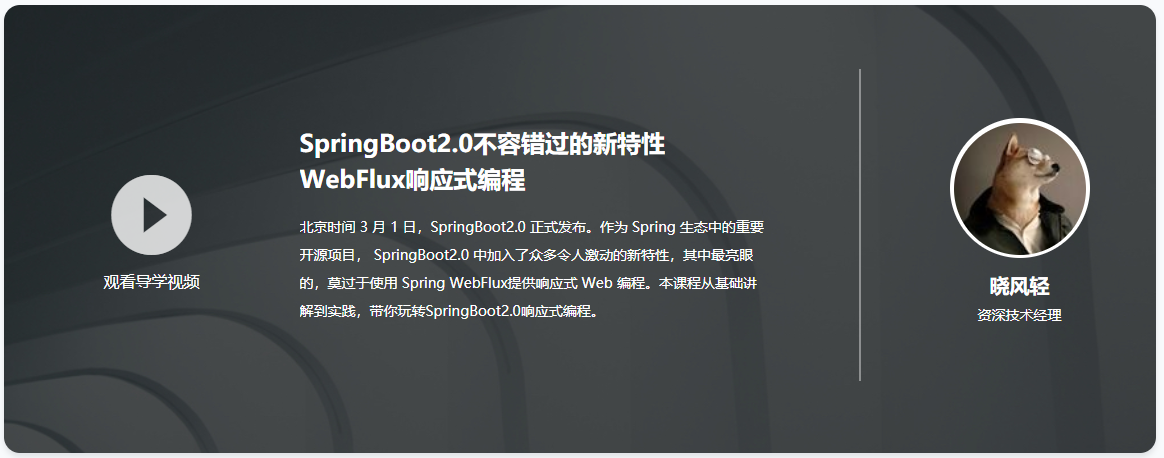 SpringBoot2.0不容错过的新特性
WebFlux响应式编程
北京时间 3 月 1 日，SpringBoot2.0 正式发布。作为 Spring 生态中的重要
开源项目， SpringBoot2.0 中加入了众多令人激动的新特性，其中最亮眼
的，莫过于使用 Spring WebFlux提供响应式 Web 编程。本课程从基础讲
解到实践，带你玩转SpringBoot2.0响应式编程。
观看导学视频
晓风轻
资深技术经理